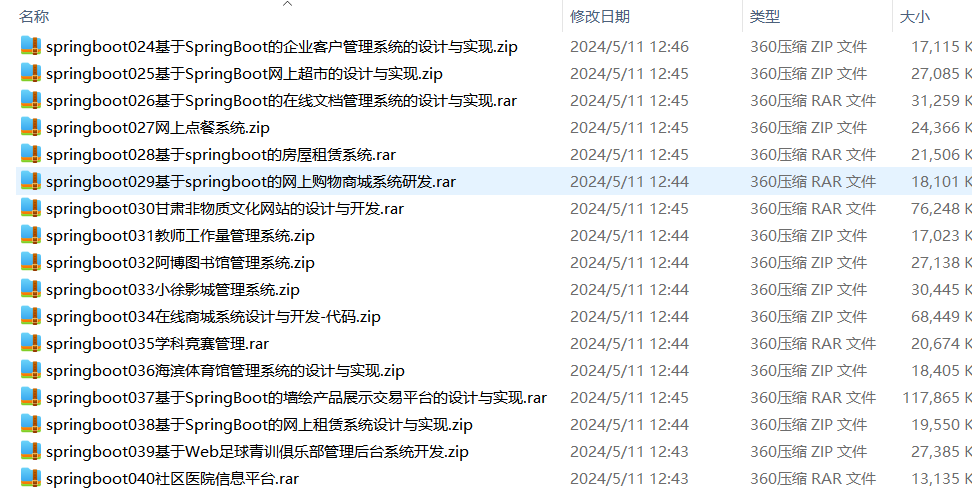 名称 修改日期 类型 大小
springboot024基于SpringBoot的企业客户管理系统的设计与实现.zip 2024/5/11 12:46 360压缩 ZIP 文件 17,115 K
springboot025基于SpringBoot网上超市的设计与实现.zip 2024/5/11 12:45 360压缩 ZIP 文件 27,085 K
springboot026基于SpringBoot的在线文档管理系统的设计与实现.rar 2024/5/11 12:45 360压缩 RAR 文件 31,259 K
springboot027网上点餐系统.zip 2024/5/11 12:45 360压缩 ZIP 文件 24,366 K
springboot028基于springboot的房屋租赁系统.rar 2024/5/11 12:45 360压缩 RAR 文件 21,506 K
springboot029基于springboot的网上购物商城系统研发.rar 2024/5/11 12:44 360压缩 RAR 文件 18,101 K
springboot030甘肃非物质文化网站的设计与开发.rar 2024/5/11 12:45 360压缩 RAR 文件 76,248 K
springboot031教师工作量管理系统.zip 2024/5/11 12:44 360压缩 ZIP 文件 17,023 K
springboot032阿博图书馆管理系统.zip 2024/5/11 12:44 360压缩 ZIP 文件 27,138 K
springboot033小徐影城管理系统.zip 2024/5/11 12:44 360压缩 ZIP 文件 30,445 K
springboot034在线商城系统设计与开发-代码.zip 2024/5/11 12:44 360压缩 ZIP 文件 68,449 K
springboot035学科竞赛管理.rar 2024/5/11 12:44 360压缩 RAR 文件 20,674 K
springboot036海滨体育馆管理系统的设计与实现.zip 2024/5/11 12:44 360压缩 ZIP 文件 18,405 K
springboot037基于SpringBoot的墙绘产品展示交易平台的设计与实现.rar 2024/5/11 12:45 360压缩 RAR 文件 117,865 K
springboot038基于SpringBoot的网上租赁系统设计与实现.zip 2024/5/11 12:44 360压缩 ZIP 文件 19,550 K
springboot039基于Web足球青训俱乐部管理后台系统开发.zip 2024/5/11 12:43 360压缩 ZIP 文件 27,385 K
springboot040社区医院信息平台.rar 2024/5/11 12:43 360压缩 RAR 文件 13,135 K